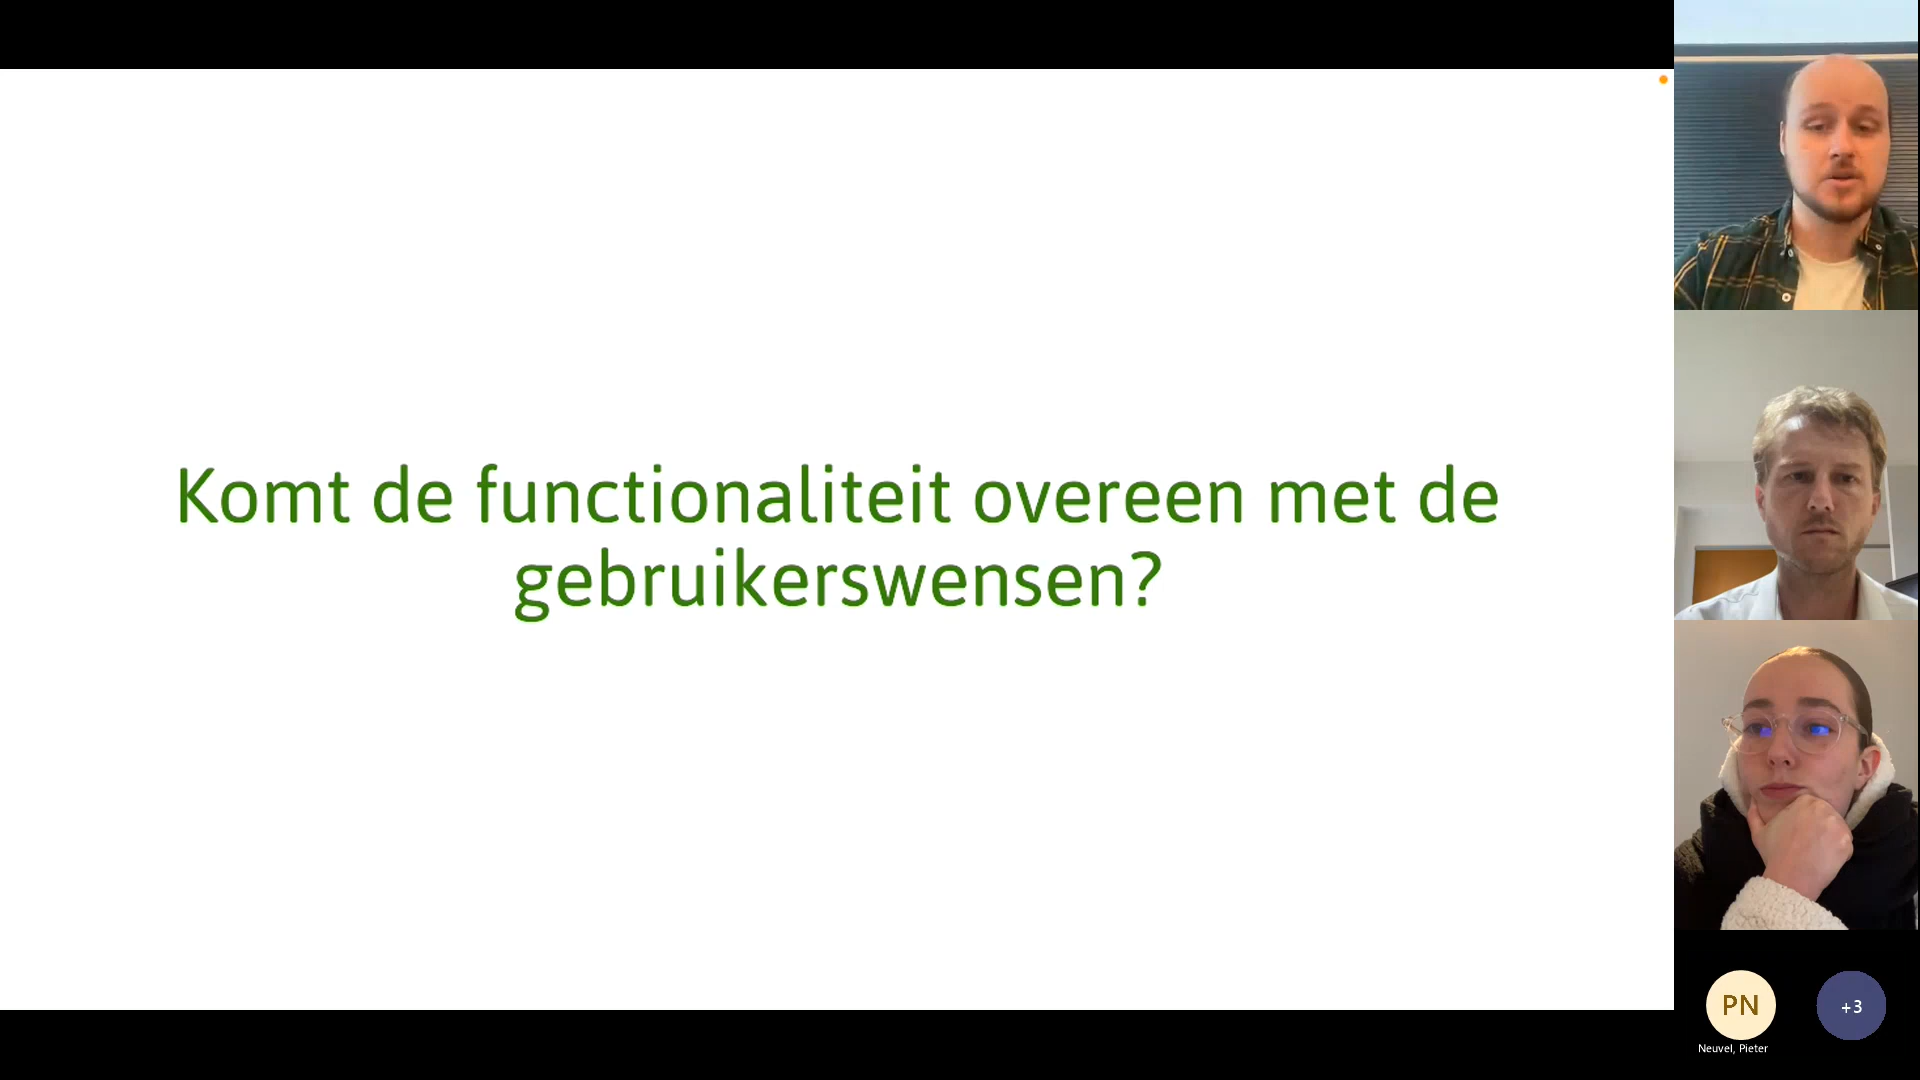 Komt de functionaliteit overeen met de
gebruikerswensen?
PN
+3
Neuvel, Pieter